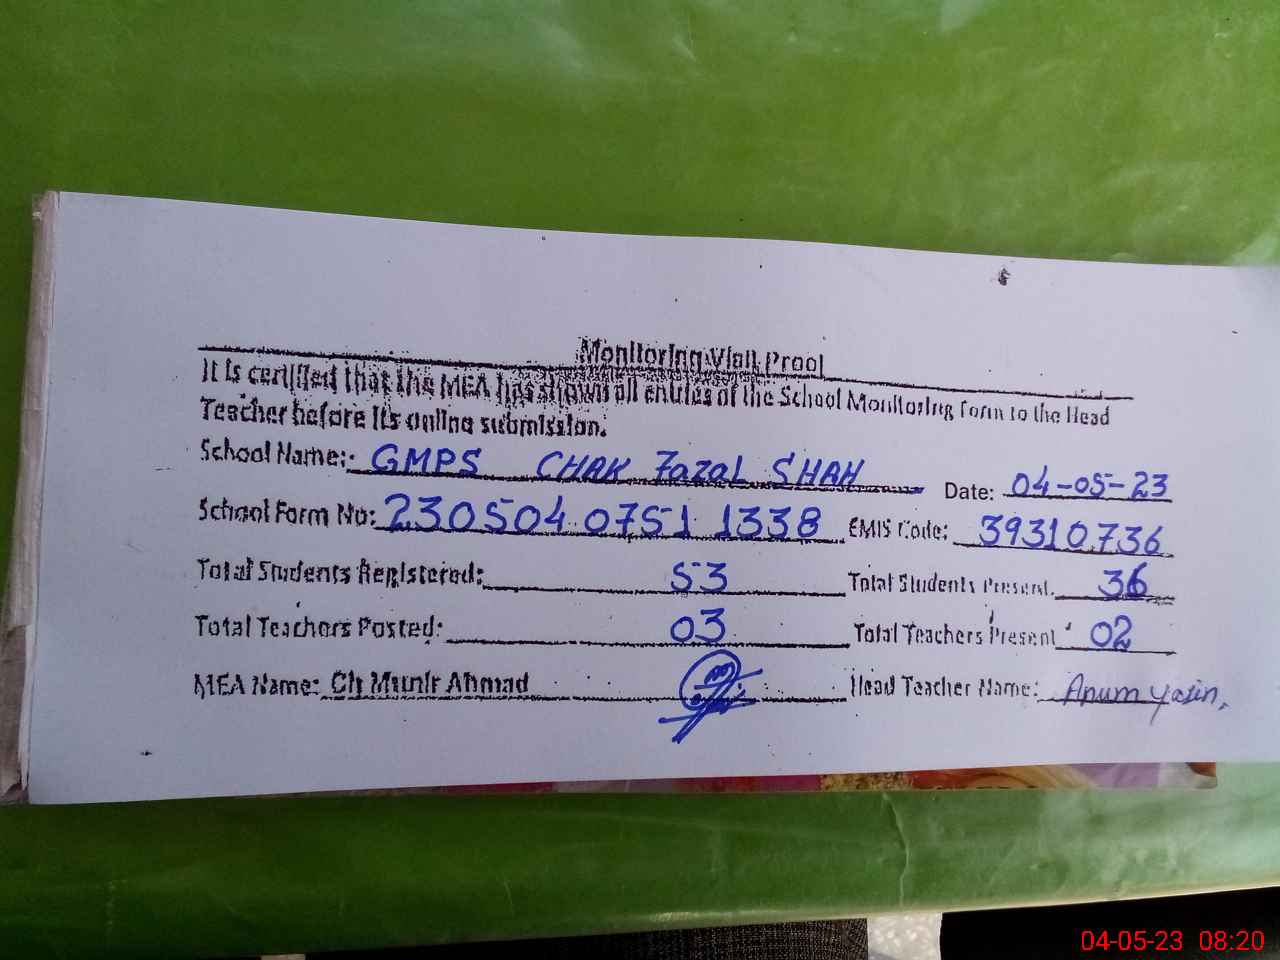 Monitoring Visit Proof
It is certified that the MEA has shown all entries of the School Monitoring Form to the Head
Teacher before its online submission.
School Name: GMPS CHAK Fazal SHAH Date: 04-05-23
School Form No: 230504 0751 1338 EMIS Code: 39310736
Total Students Registered: 53 Total Students Present. 36
Total Teachers Posted: 03 Total Teachers Present 02
MEA Name: Ch Munir Ahmad Head Teacher Name: Anum Yasin,
04-05-23 08:20